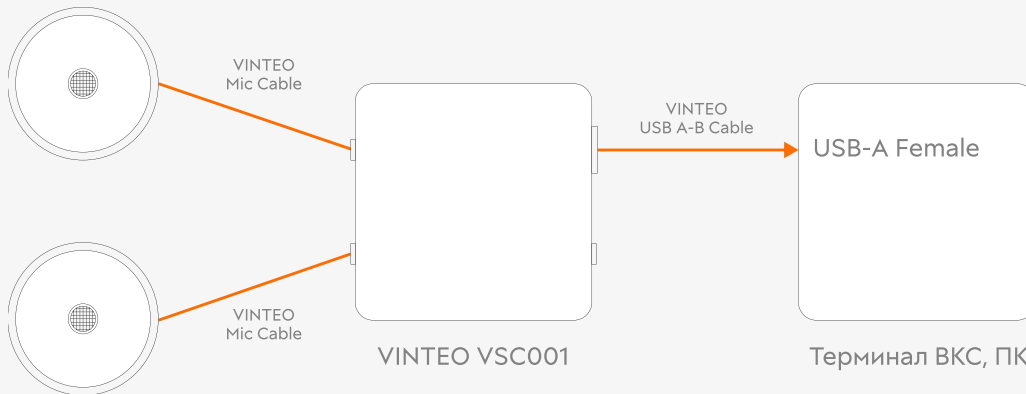 VINTEO
Mic Cable
VINTEO
USB A-B Cable
USB-A Female
VINTEO
Mic Cable
VINTEO VSC001
Терминал ВКС, ПК